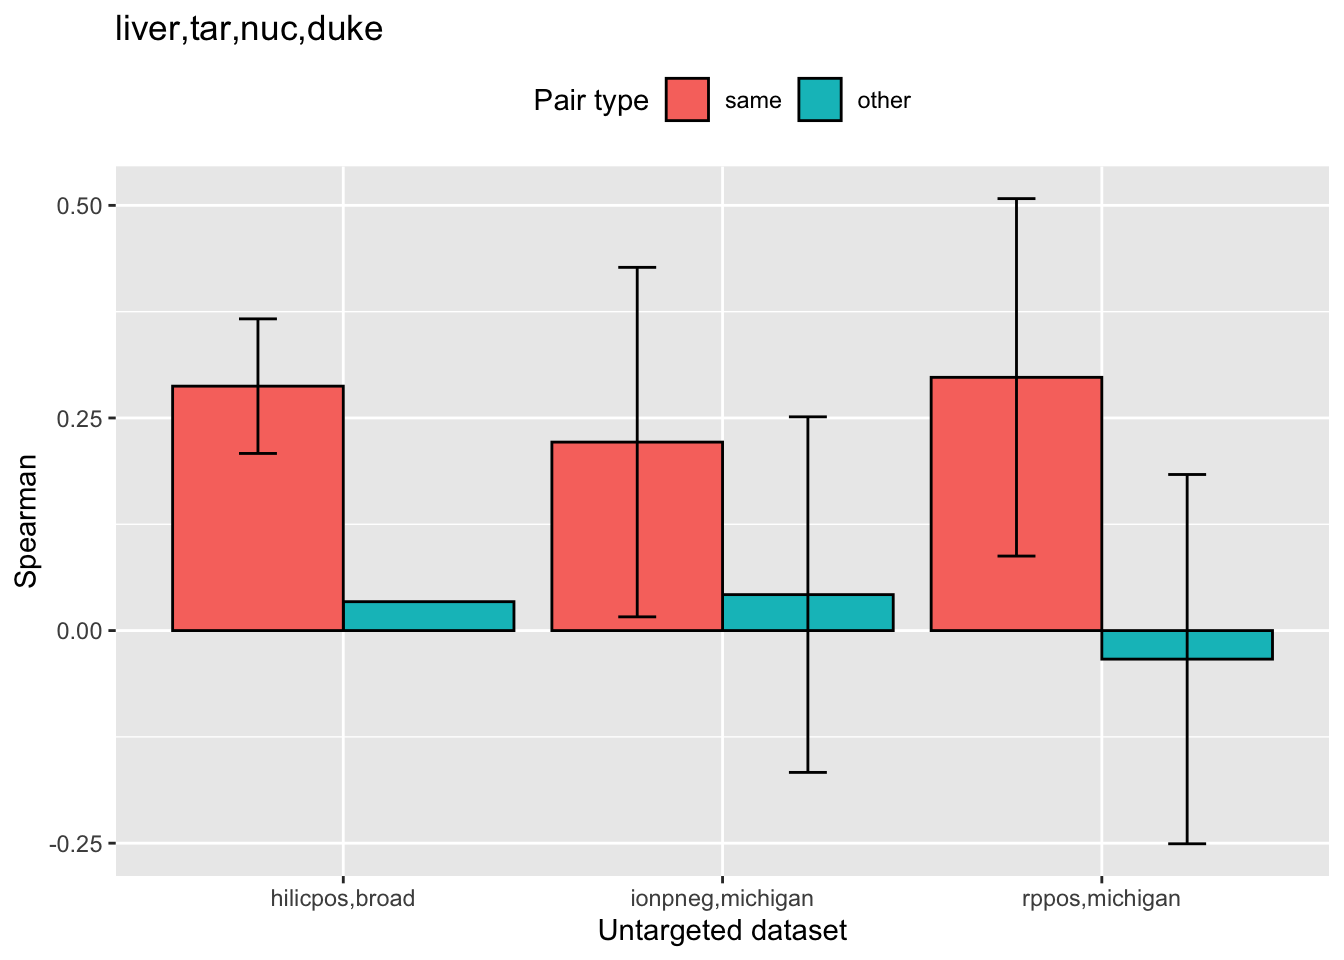 liver,tar,nuc,duke
Pair type same other
0.50
0.25
0.00
-0.25
Spearman
hilicpos,broad ionpneg,michigan rppos,michigan
Untargeted dataset